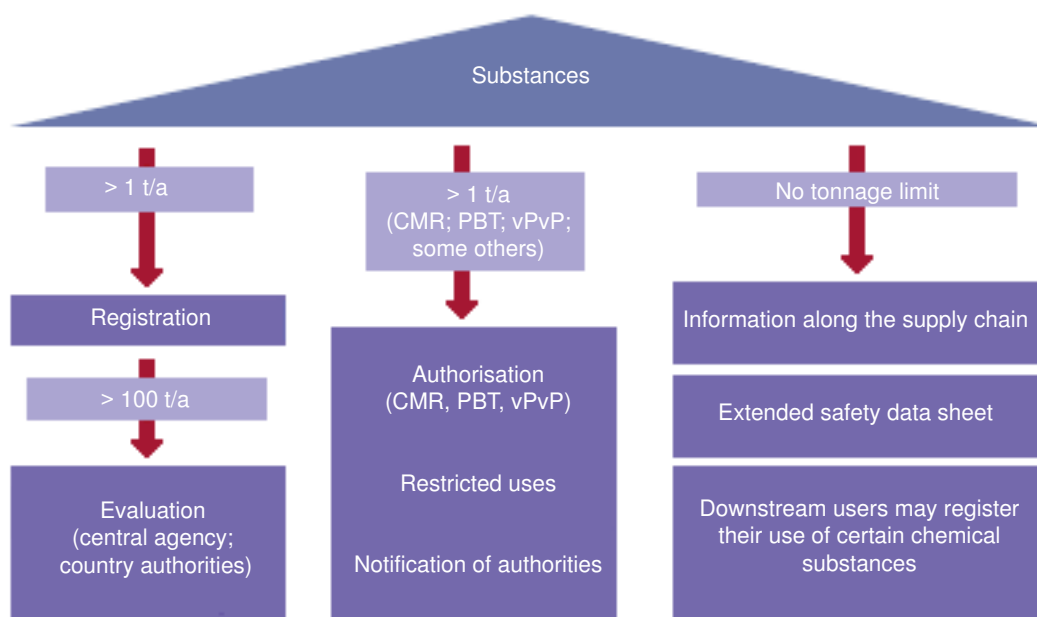 Substances
> 1 t/a
Registration
> 100 t/a
Evaluation
(central agency;
country authorities)
> 1 t/a
(CMR; PBT; vPvP;
some others)
Authorisation
(CMR, PBT, vPvP)
Restricted uses
Notification of authorities
No tonnage limit
Information along the supply chain
Extended safety data sheet
Downstream users may register
their use of certain chemical
substances